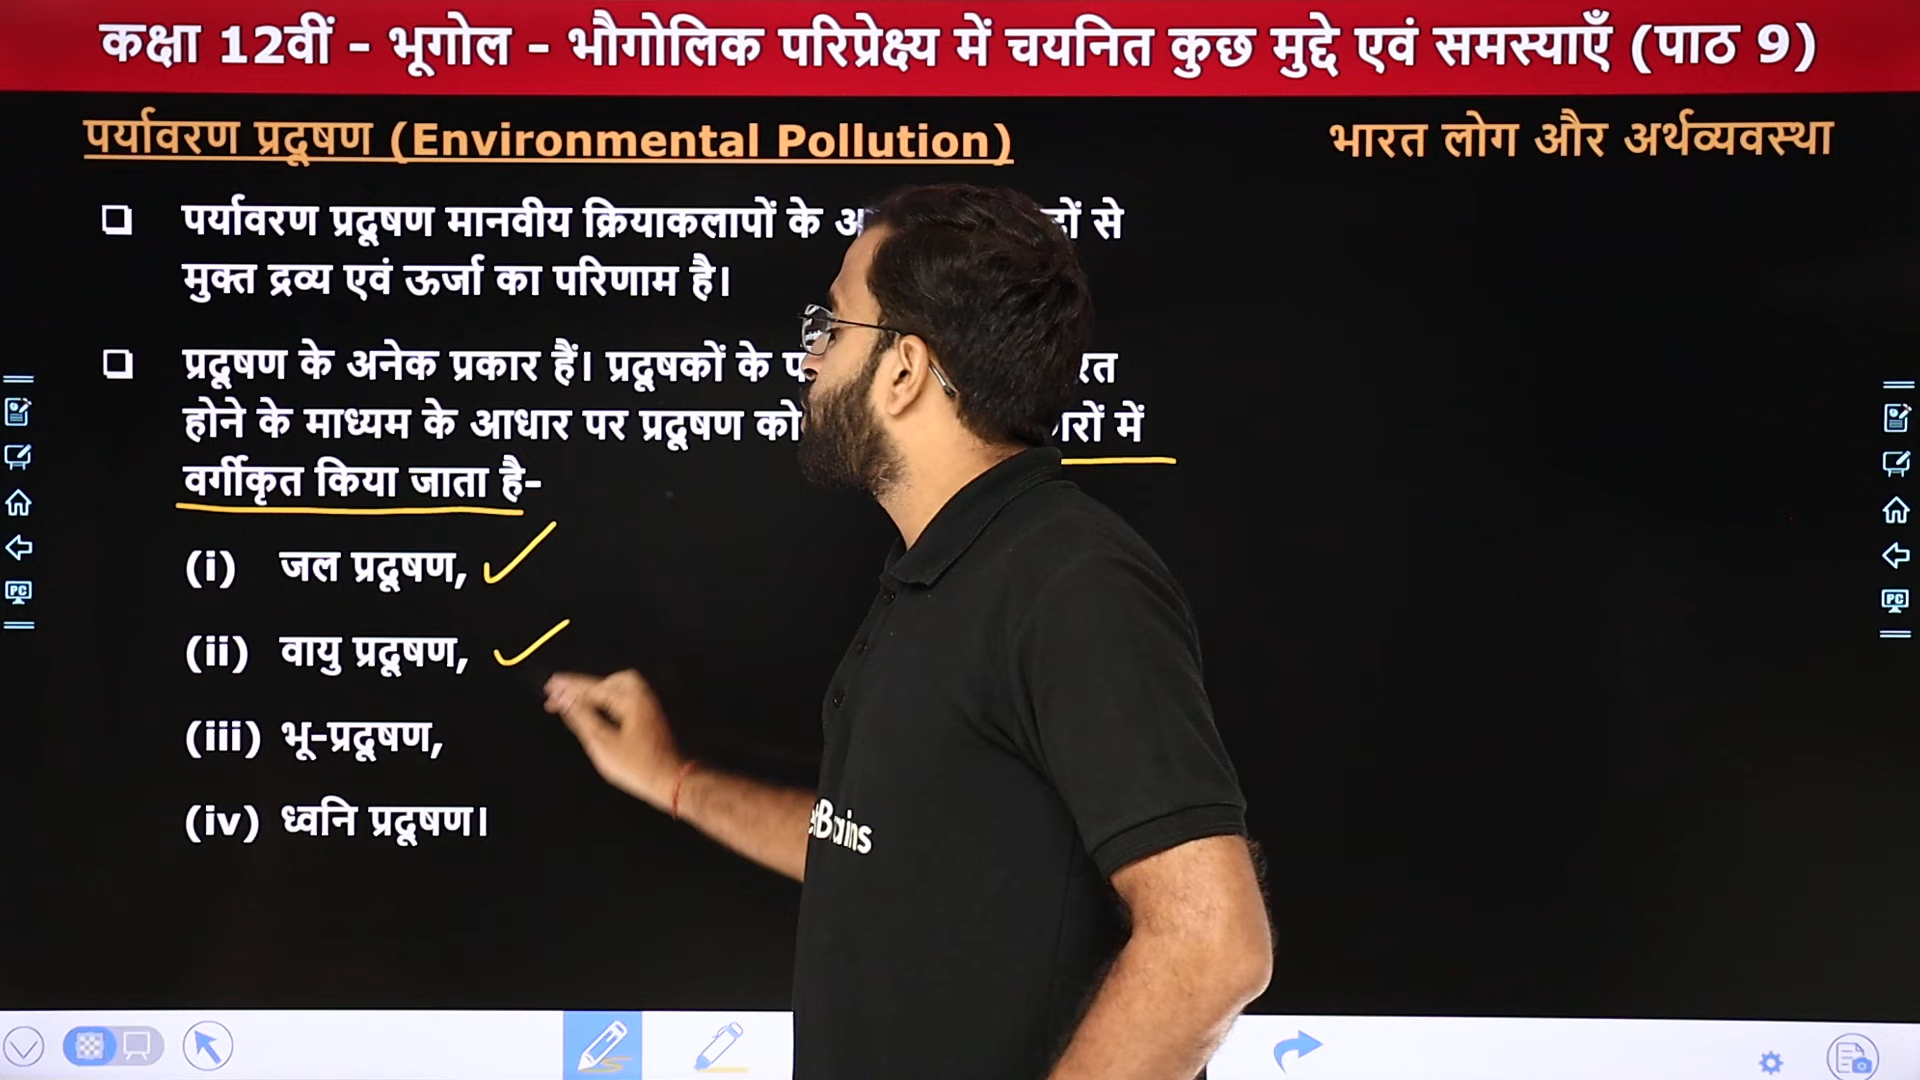 कक्षा 12वीं - भूगोल - भौगोलिक परिप्रेक्ष्य में चयनित कुछ मुद्दे एवं समस्याएँ (पाठ 9)
पर्यावरण प्रदूषण (Environmental Pollution)
भारत लोग और अर्थव्यवस्था
पर्यावरण प्रदूषण मानवीय क्रियाकलापों के से
मुक्त द्रव्य एवं ऊर्जा का परिणाम है।
प्रदूषण के अनेक प्रकार हैं। प्रदूषकों के
होने के माध्यम के आधार पर प्रदूषण को में
वर्गीकृत किया जाता है-
(i) जल प्रदूषण,
(ii) वायु प्रदूषण,
(iii) भू-प्रदूषण,
(iv) ध्वनि प्रदूषण।
PC
PC